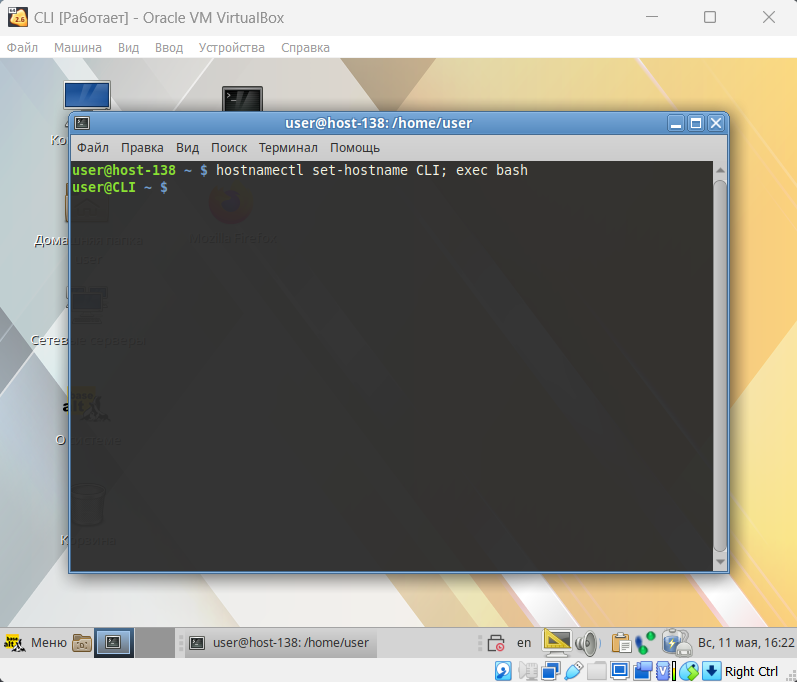 CLI [Работает] - Oracle VM VirtualBox
Файл Машина Вид Ввод Устройства Справка
user@host-138: /home/user
Файл Правка Вид Поиск Терминал Помощь
user@host-138 ~ $ hostnamectl set-hostname CLI; exec bash
user@CLI ~ $
Сетевые серверы
Меню
user@host-138: /home/user
en
Вс, 11 мая, 16:22
Right Ctrl